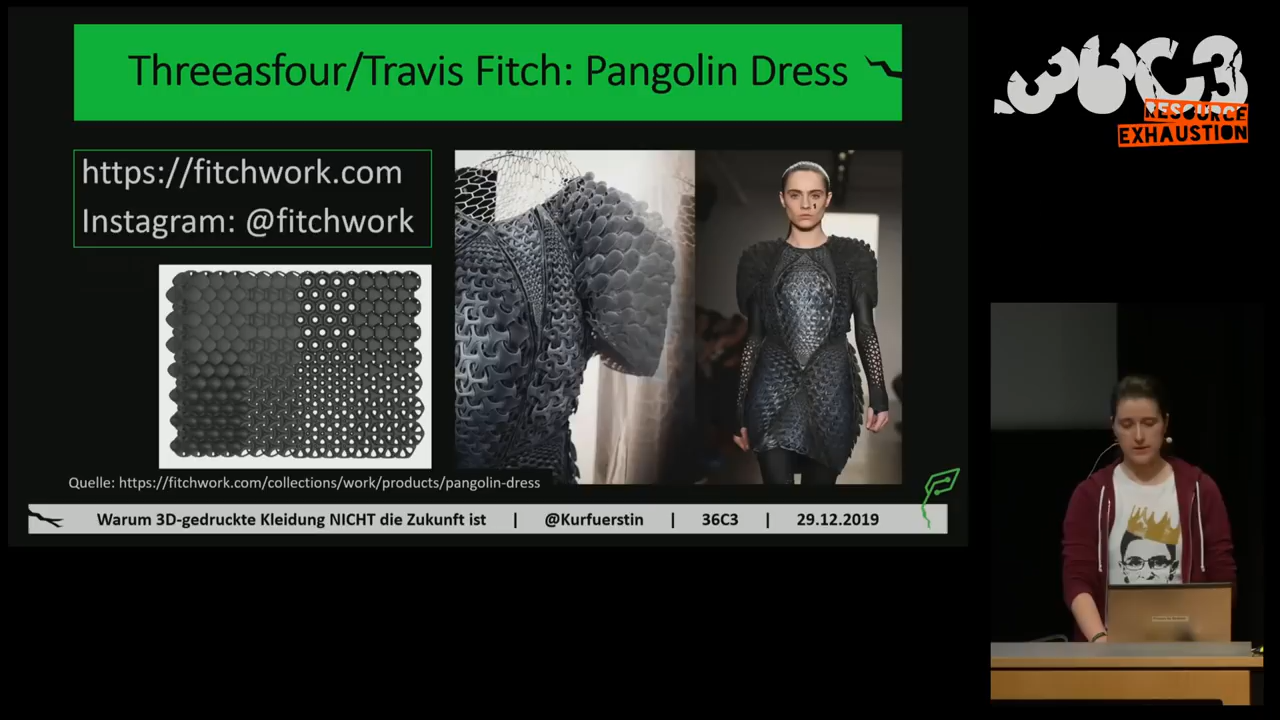 Threeasfour/Travis Fitch: Pangolin Dress
https://fitchwork.com
Instagram: @fitchwork
Quelle: https://fitchwork.com/collections/work/products/pangolin-dress
Warum 3D-gedruckte Kleidung NICHT die Zukunft ist | @Kurfuerstin | 36C3 | 29.12.2019
36C3
RESOURCE
EXHAUSTION